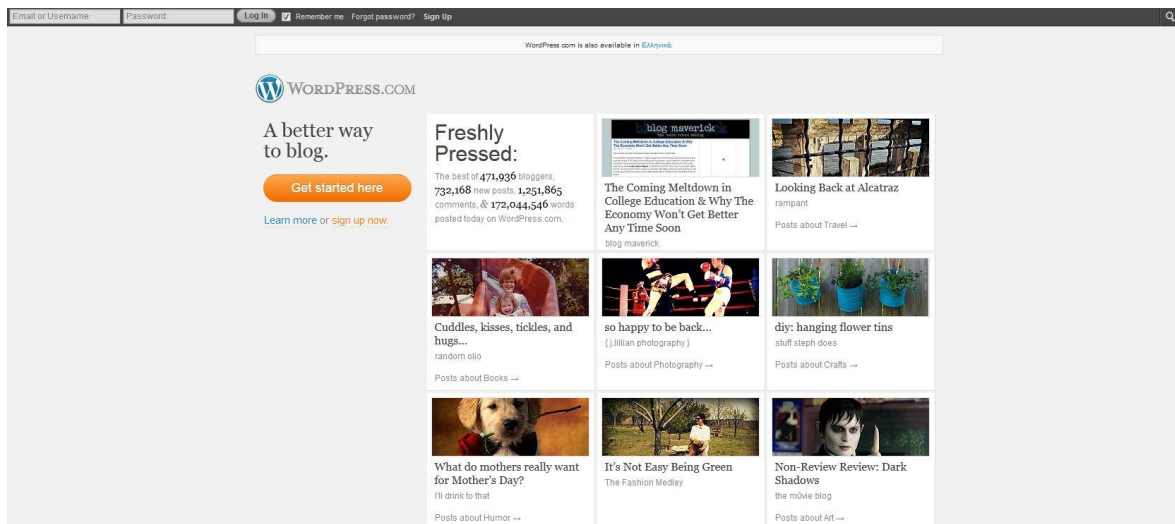 Email or Username Password Log In Remember me Forgot password? Sign Up
WordPress.com is also available in Ελληνικά.
WORDPRESS.COM
A better way
to blog.
Get started here
Learn more or sign up now.
Freshly
Pressed:
The best of 471,936 bloggers,
732,168 new posts, 1,251,865
comments, & 172,044,546 words
posted today on WordPress.com.
blog maverick
The Coming Meltdown in
College Education & Why The
Economy Won't Get Better
Any Time Soon
blog maverick
Looking Back at Alcatraz
rampant
Posts about Travel →
Cuddles, kisses, tickles, and
hugs...
random olio
Posts about Books →
so happy to be back...
{ j.lillian photography }
Posts about Photography →
diy: hanging flower tins
stuff steph does
Posts about Crafts →
What do mothers really want
for Mother's Day?
I'll drink to that
Posts about Humor →
It's Not Easy Being Green
The Fashion Medley
Non-Review Review: Dark
Shadows
the m0vie blog
Posts about Art →